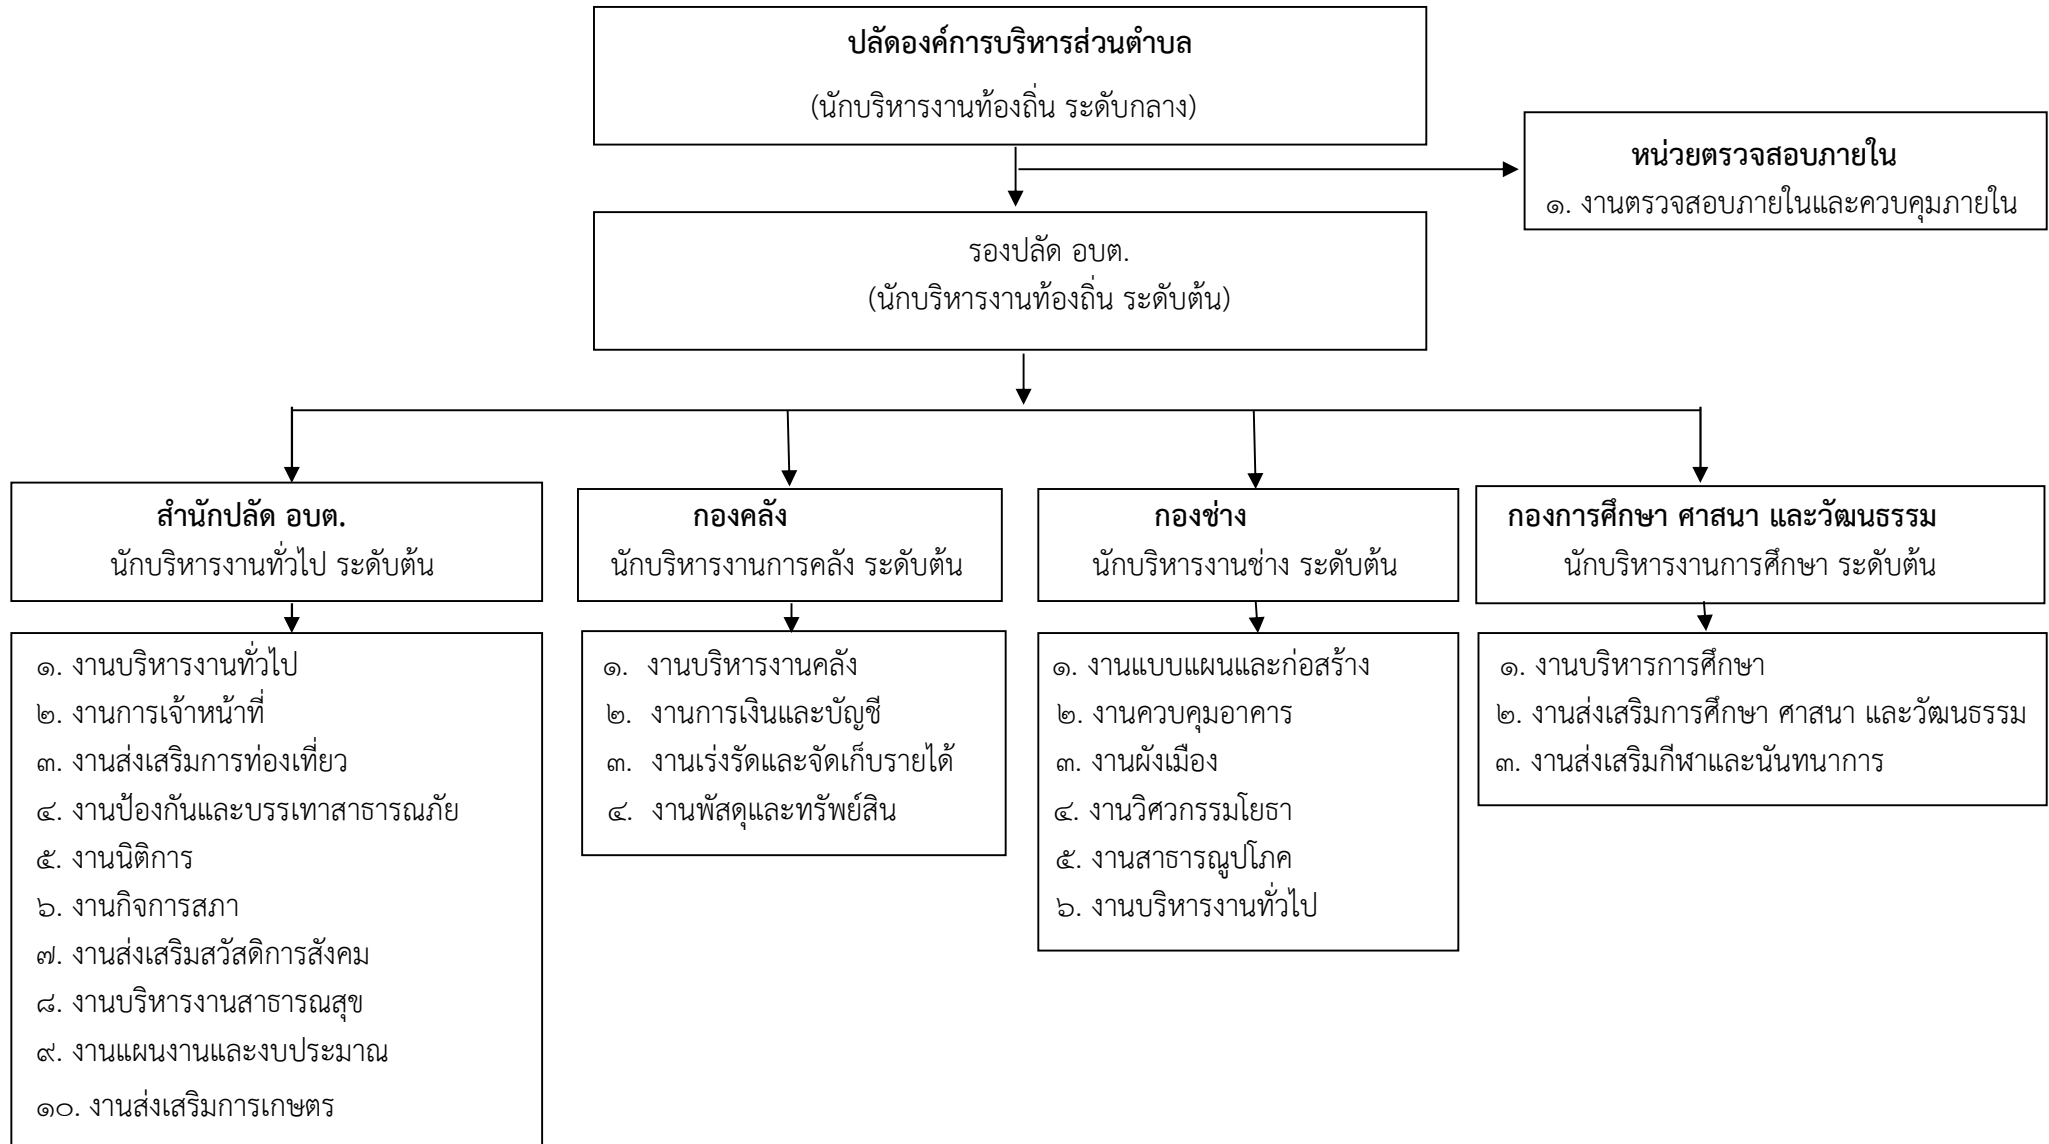 ปลัดองค์การบริหารส่วนตำบล
(นักบริหารงานท้องถิ่น ระดับกลาง)
หน่วยตรวจสอบภายใน
๑. งานตรวจสอบภายในและควบคุมภายใน
รองปลัด อบต.
(นักบริหารงานท้องถิ่น ระดับต้น)
สำนักปลัด อบต.
นักบริหารงานทั่วไป ระดับต้น
๑. งานบริหารงานทั่วไป
๒. งานการเจ้าหน้าที่
๓. งานส่งเสริมการท่องเที่ยว
๔. งานป้องกันและบรรเทาสาธารณภัย
๕. งานนิติการ
๖. งานกิจการสภา
๗. งานส่งเสริมสวัสดิการสังคม
๘. งานบริหารงานสาธารณสุข
๙. งานแผนงานและงบประมาณ
๑๐. งานส่งเสริมการเกษตร
กองคลัง
นักบริหารงานการคลัง ระดับต้น
๑. งานบริหารงานคลัง
๒. งานการเงินและบัญชี
๓. งานเร่งรัดและจัดเก็บรายได้
๔. งานพัสดุและทรัพย์สิน
กองช่าง
นักบริหารงานช่าง ระดับต้น
๑. งานแบบแผนและก่อสร้าง
๒. งานควบคุมอาคาร
๓. งานผังเมือง
๔. งานวิศวกรรมโยธา
๕. งานสาธารณูปโภค
๖. งานบริหารงานทั่วไป
กองการศึกษา ศาสนา และวัฒนธรรม
นักบริหารงานการศึกษา ระดับต้น
๑. งานบริหารการศึกษา
๒. งานส่งเสริมการศึกษา ศาสนา และวัฒนธรรม
๓. งานส่งเสริมกีฬาและนันทนาการ